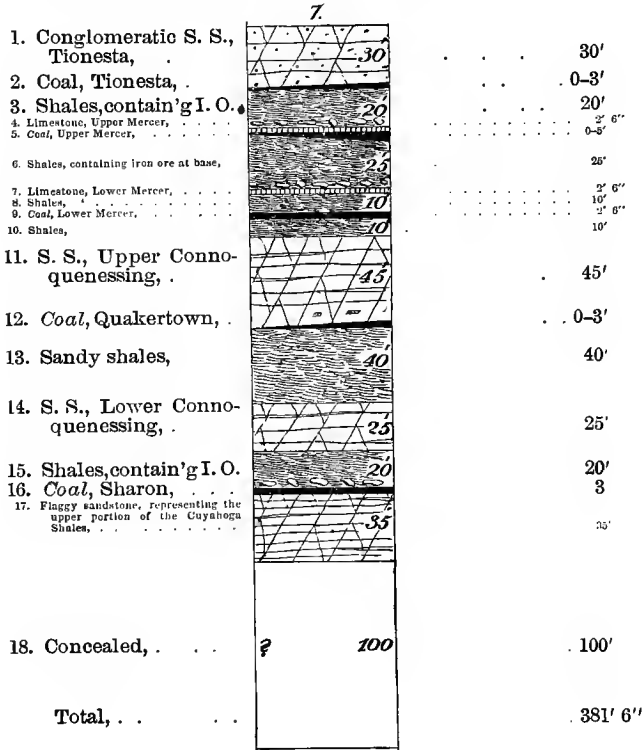 7.
1. Conglomeratic S. S.,
Tionesta, . 30 . . . 30'
2. Coal, Tionesta, . . . . 0–3'
3. Shales, contain'g I. O. 20 . . . . 20'
4. Limestone, Upper Mercer, . . . . 2' 6"
5. Coal, Upper Mercer, . . . . . . 0–5'
6. Shales, containing iron ore at base, 25 25'
7. Limestone, Lower Mercer, . . . . . 2' 6"
8. Shales, . . . . . . . 10 10'
9. Coal, Lower Mercer, . . . . . 2' 6"
10. Shales, 10 10'
11. S. S., Upper Conno-
quenessing, . 45 . 45'
12. Coal, Quakertown, . . . 0–3'
13. Sandy shales, 40 40'
14. S. S., Lower Conno-
quenessing, . 25 25'
15. Shales, contain'g I. O. 20 20'
16. Coal, Sharon, . . . 3
17. Flaggy sandstone, representing the
upper portion of the Cuyahoga
Shales, . . . . . . . . 35 35'
18. Concealed, . . . ? 100 . 100'
Total, . . . . . 381' 6"